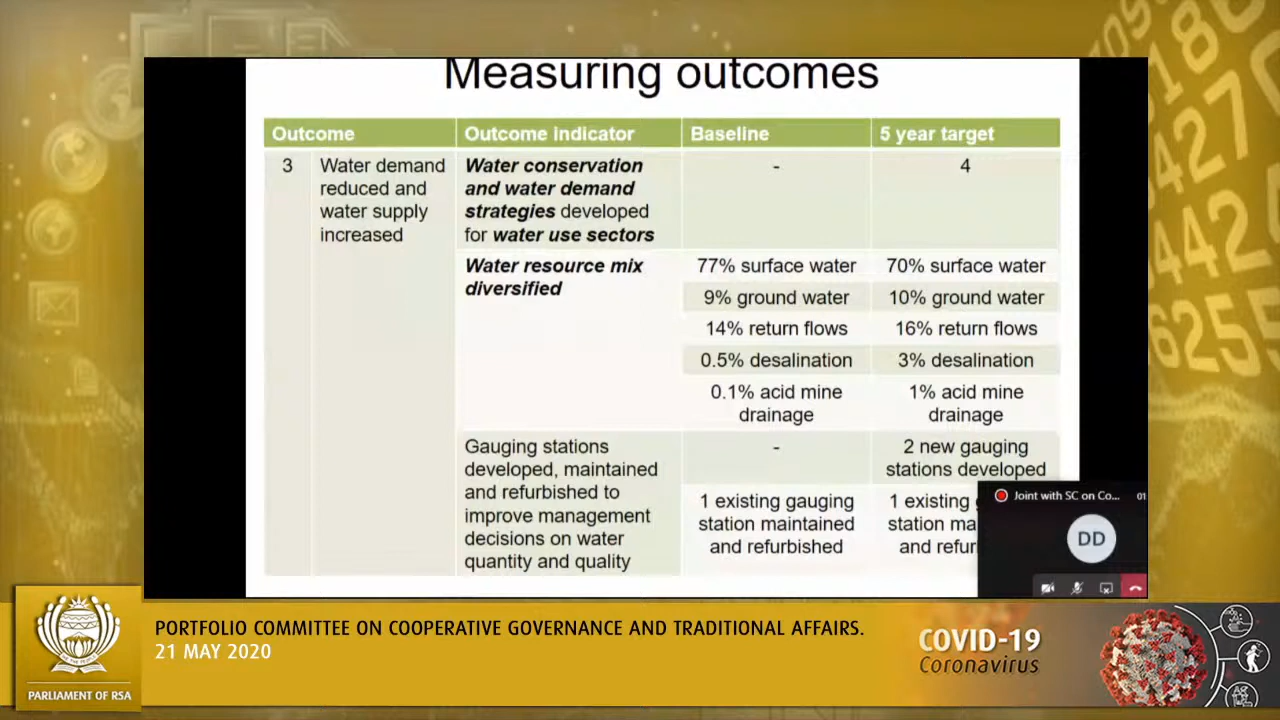 Measuring outcomes
Outcome
Outcome indicator
Baseline
5 year target
3
Water demand
reduced and
water supply
increased
Water conservation
and water demand
strategies developed
for water use sectors
-
4
Water resource mix
diversified
77% surface water
70% surface water
9% ground water
10% ground water
14% return flows
16% return flows
0.5% desalination
3% desalination
0.1% acid mine
drainage
1% acid mine
drainage
Gauging stations
developed, maintained
and refurbished to
improve management
decisions on water
quantity and quality
-
2 new gauging
stations developed
1 existing gauging
station maintained
and refurbished
1 existing
station ma
and refur
Joint with SC on Co...
01
DD
PARLIAMENT OF RSA
PORTFOLIO COMMITTEE ON COOPERATIVE GOVERNANCE AND TRADITIONAL AFFAIRS.
21 MAY 2020
COVID-19
Coronavirus